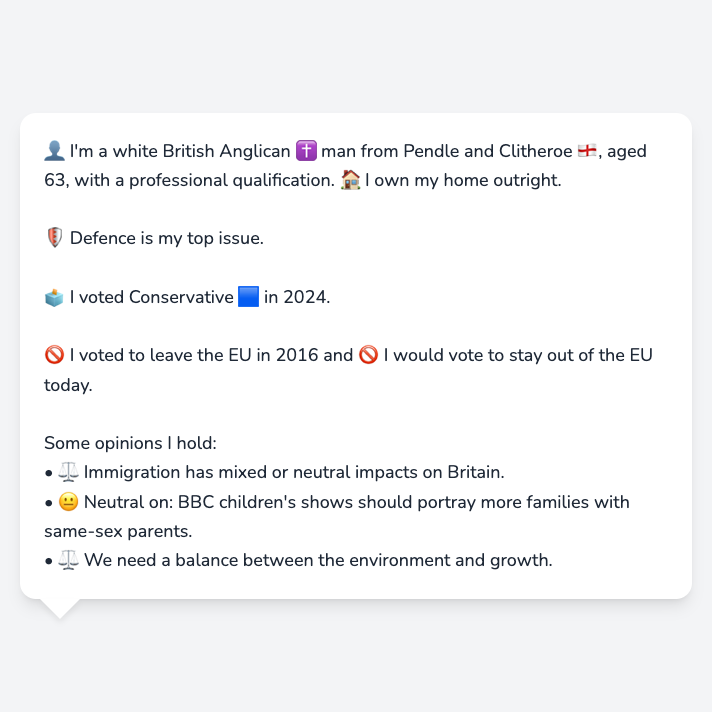 👤 I'm a white British Anglican ✝️ man from Pendle and Clitheroe 🏴󠁧󠁢󠁥󠁮󠁧󠁿, aged
63, with a professional qualification. 🏠 I own my home outright.
🛡️ Defence is my top issue.
🗳️ I voted Conservative 🟦 in 2024.
🚫 I voted to leave the EU in 2016 and 🚫 I would vote to stay out of the EU
today.
Some opinions I hold:
• ⚖️ Immigration has mixed or neutral impacts on Britain.
• 😐 Neutral on: BBC children's shows should portray more families with
same-sex parents.
• ⚖️ We need a balance between the environment and growth.